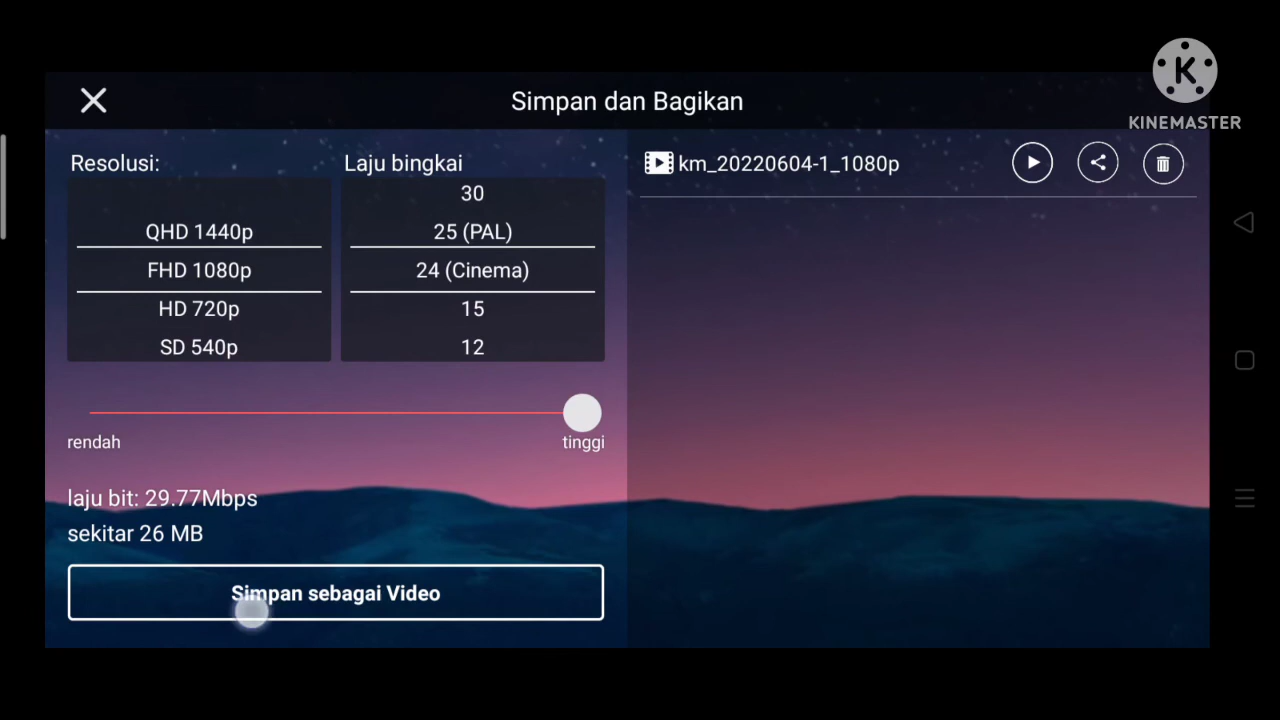 Simpan dan Bagikan
KINEMASTER
Resolusi:
QHD 1440p
FHD 1080p
HD 720p
SD 540p
Laju bingkai
30
25 (PAL)
24 (Cinema)
15
12
rendah
tinggi
laju bit: 29.77Mbps
sekitar 26 MB
Simpan sebagai Video
km_20220604-1_1080p